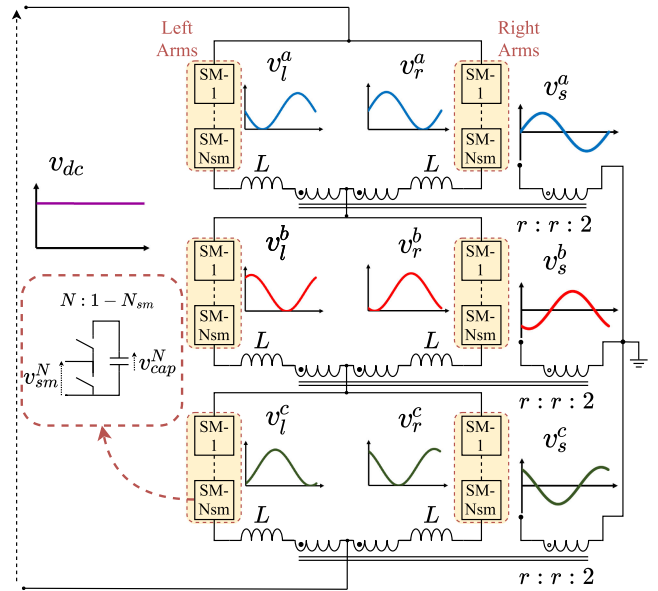 Left
Arms
Right
Arms
SM-
1
SM-
Nsm
v_l^a
v_r^a
SM-
1
SM-
Nsm
v_s^a
L
L
r : r : 2
v_dc
SM-
1
SM-
Nsm
v_l^b
v_r^b
SM-
1
SM-
Nsm
v_s^b
L
L
r : r : 2
N : 1 − N_sm
v_sm^N
v_cap^N
SM-
1
SM-
Nsm
v_l^c
v_r^c
SM-
1
SM-
Nsm
v_s^c
L
L
r : r : 2